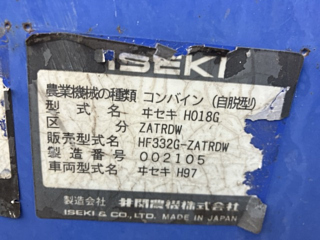 ISEKI
農業機械の種類 コンバイン(自脱型)
型式名 ヰセキ HO18G
区分 ZATRDW
販売型式名 HF332G-ZATRDW
製造番号 002105
車両型式名 ヰセキ H97
製造会社 井関農機株式会社
ISEKI & CO., LTD. MADE IN JAPAN